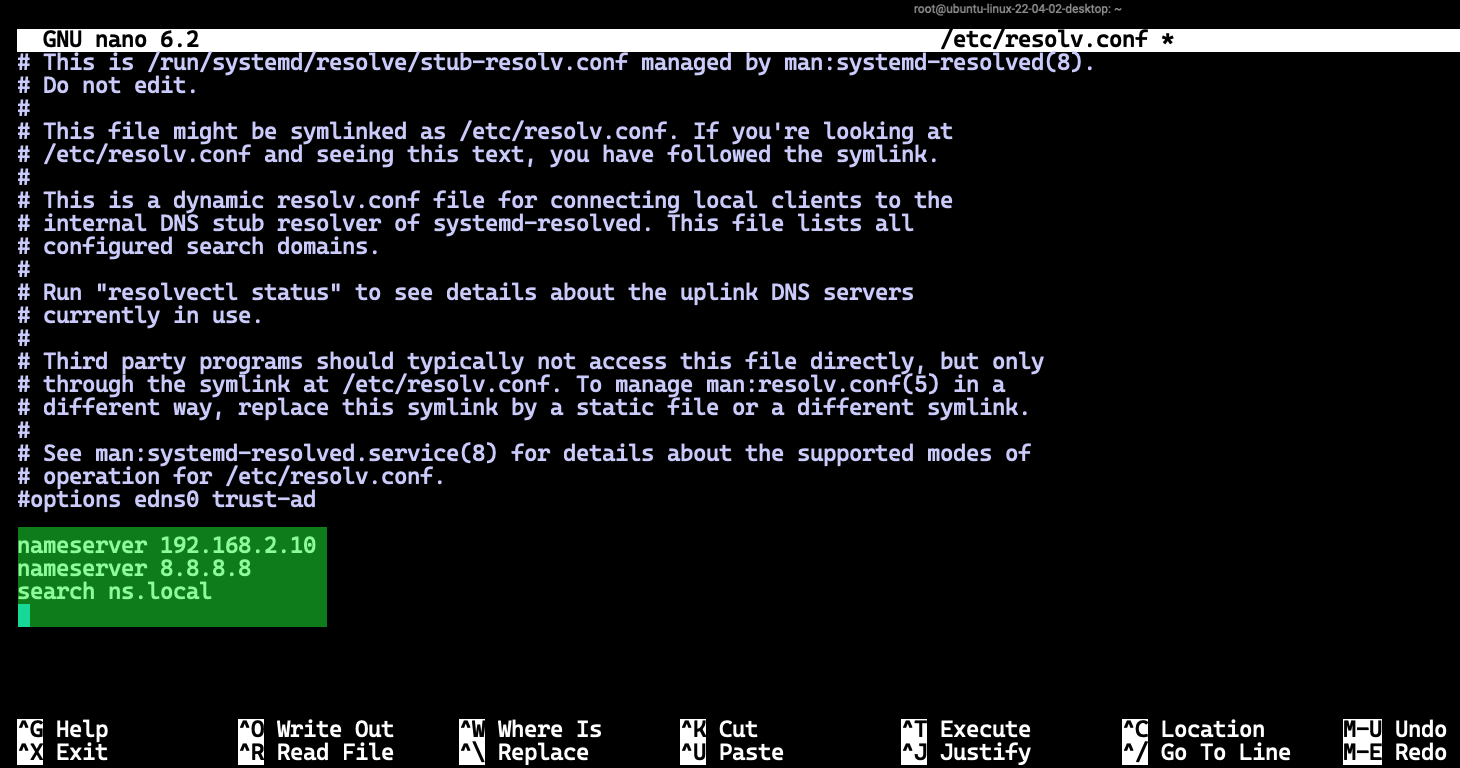 root@ubuntu-linux-22-04-02-desktop: ~
GNU nano 6.2 /etc/resolv.conf *
# This is /run/systemd/resolve/stub-resolv.conf managed by man:systemd-resolved(8).
# Do not edit.
#
# This file might be symlinked as /etc/resolv.conf. If you're looking at
# /etc/resolv.conf and seeing this text, you have followed the symlink.
#
# This is a dynamic resolv.conf file for connecting local clients to the
# internal DNS stub resolver of systemd-resolved. This file lists all
# configured search domains.
#
# Run "resolvectl status" to see details about the uplink DNS servers
# currently in use.
#
# Third party programs should typically not access this file directly, but only
# through the symlink at /etc/resolv.conf. To manage man:resolv.conf(5) in a
# different way, replace this symlink by a static file or a different symlink.
#
# See man:systemd-resolved.service(8) for details about the supported modes of
# operation for /etc/resolv.conf.
#options edns0 trust-ad
nameserver 192.168.2.10
nameserver 8.8.8.8
search ns.local
^G Help ^O Write Out ^W Where Is ^K Cut ^T Execute ^C Location M-U Undo
^X Exit ^R Read File ^\ Replace ^U Paste ^J Justify ^/ Go To Line M-E Redo